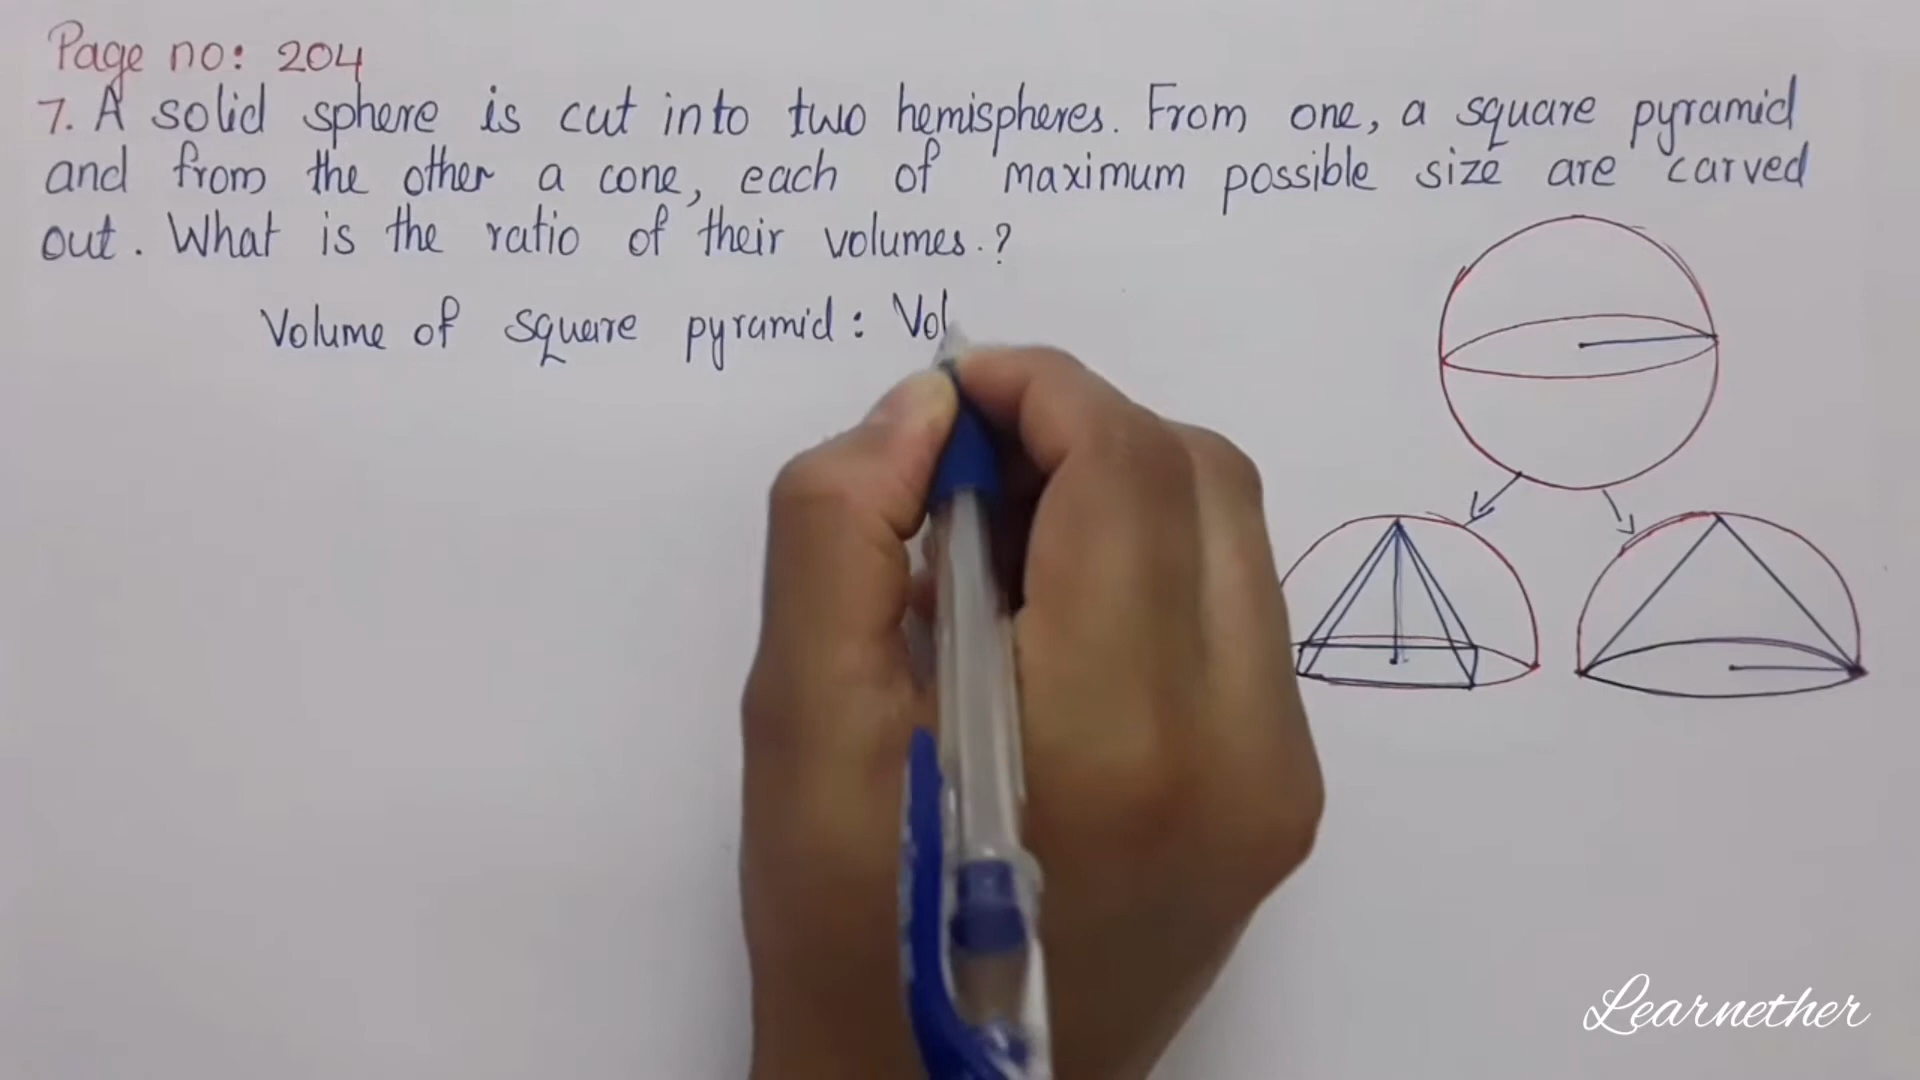 Page no: 204
7. A solid sphere is cut into two hemispheres. From one, a square pyramid
and from the other a cone, each of maximum possible size are carved
out. What is the ratio of their volumes.?
Volume of square pyramid : Vol
Learnether